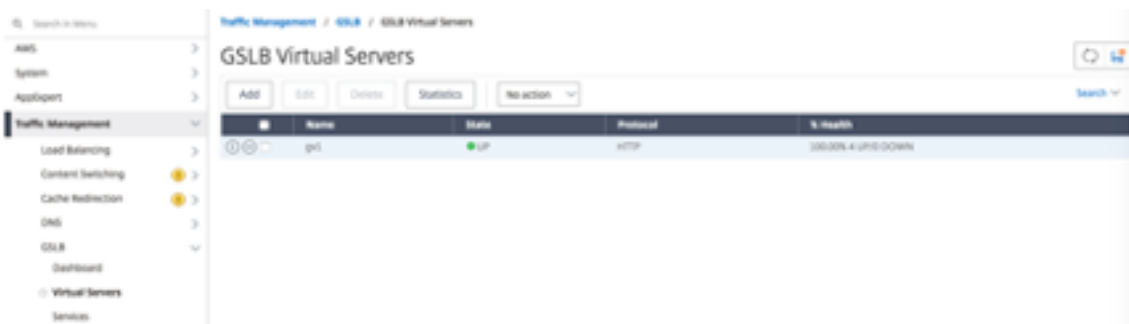 Search in Menu
AWS
System
AppExpert
Traffic Management
Load Balancing
Content Switching
Cache Redirection
DNS
GSLB
Dashboard
Virtual Servers
Services
Traffic Management / GSLB / GSLB Virtual Servers
GSLB Virtual Servers
Add Edit Delete Statistics No action Search
Name State Protocol % Health
UP HTTP 100.00% 4 UP/0 DOWN